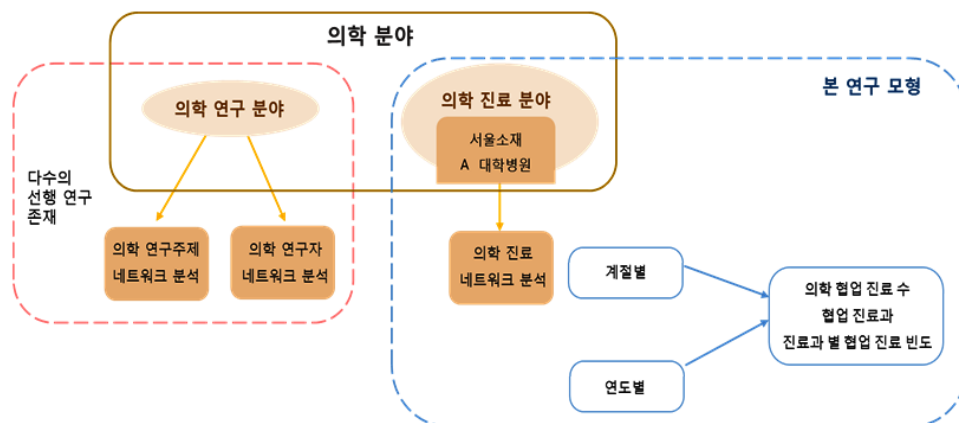 의학 분야
의학 연구 분야
의학 진료 분야
본 연구 모형
서울소재
A 대학병원
다수의
선행 연구
존재
의학 연구주제
네트워크 분석
의학 연구자
네트워크 분석
의학 진료
네트워크 분석
계절별
의학 협업 진료 수
협업 진료과
진료과 별 협업 진료 빈도
연도별